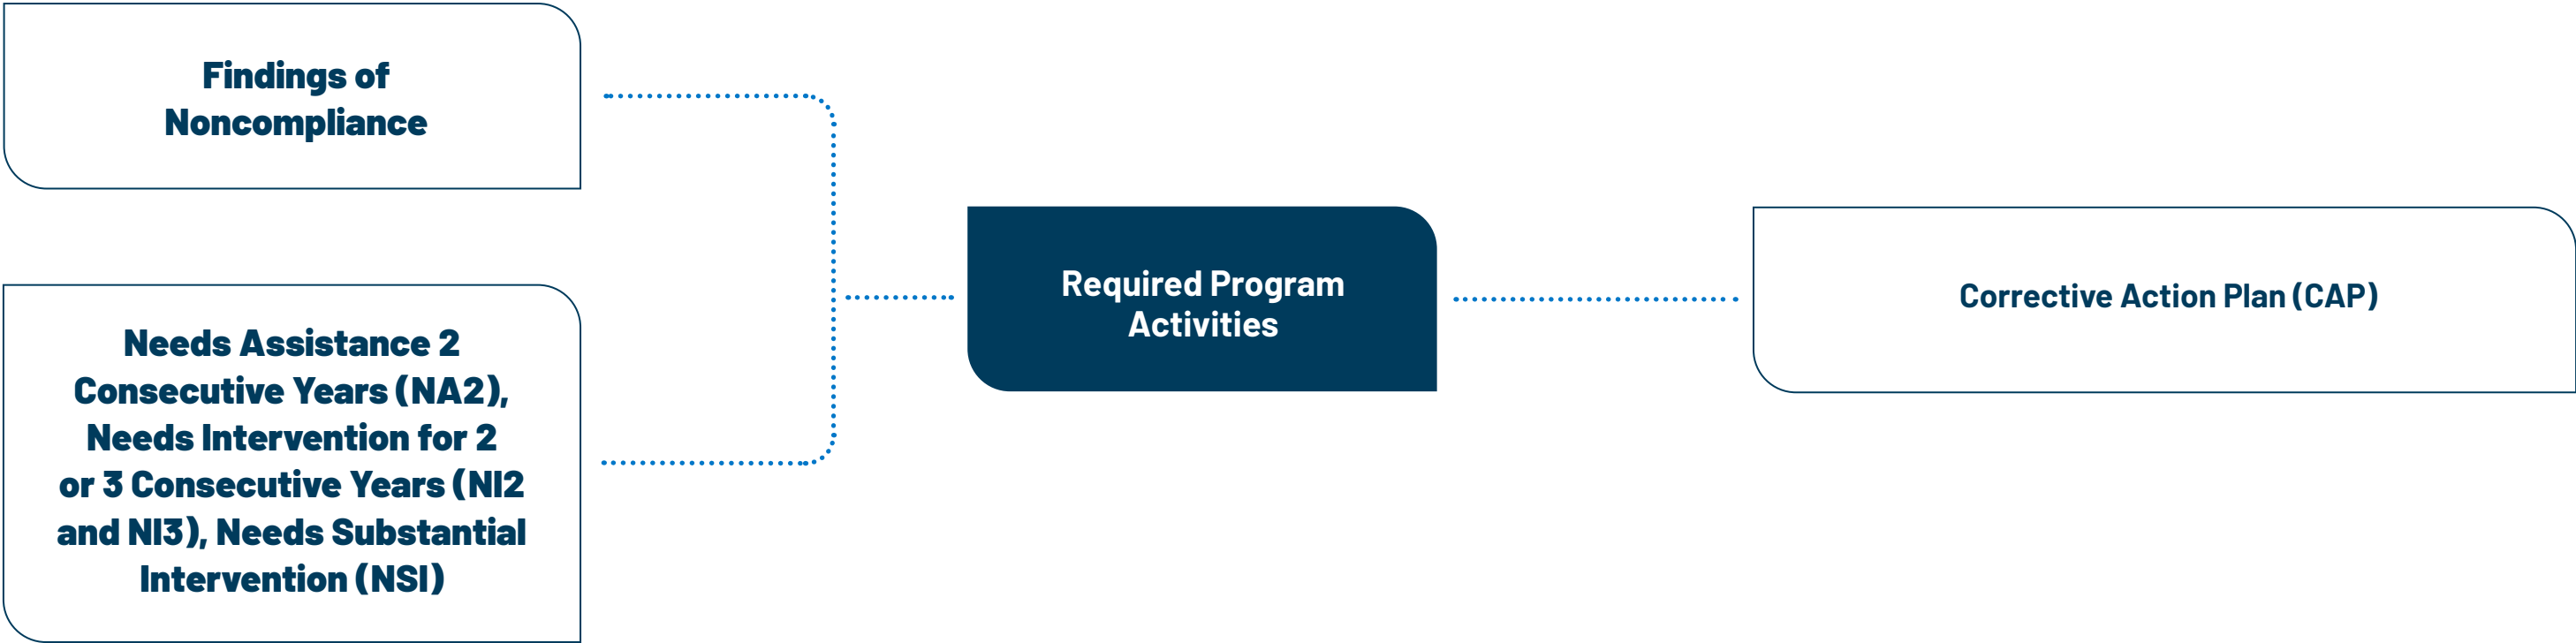 Findings of
Noncompliance
Needs Assistance 2
Consecutive Years (NA2),
Needs Intervention for 2
or 3 Consecutive Years (NI2
and NI3), Needs Substantial
Intervention (NSI)
Required Program
Activities
Corrective Action Plan (CAP)